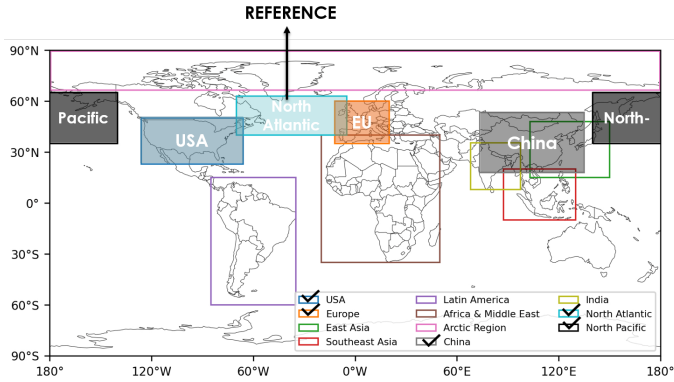 REFERENCE
90°N
60°N
30°N
0°
30°S
60°S
90°S
Pacific
USA
North
Atlantic
EU
China
North-
USA
Europe
East Asia
Southeast Asia
Latin America
Africa & Middle East
Arctic Region
China
India
North Atlantic
North Pacific
180°
120°W
60°W
0°W
60°E
120°E
180°